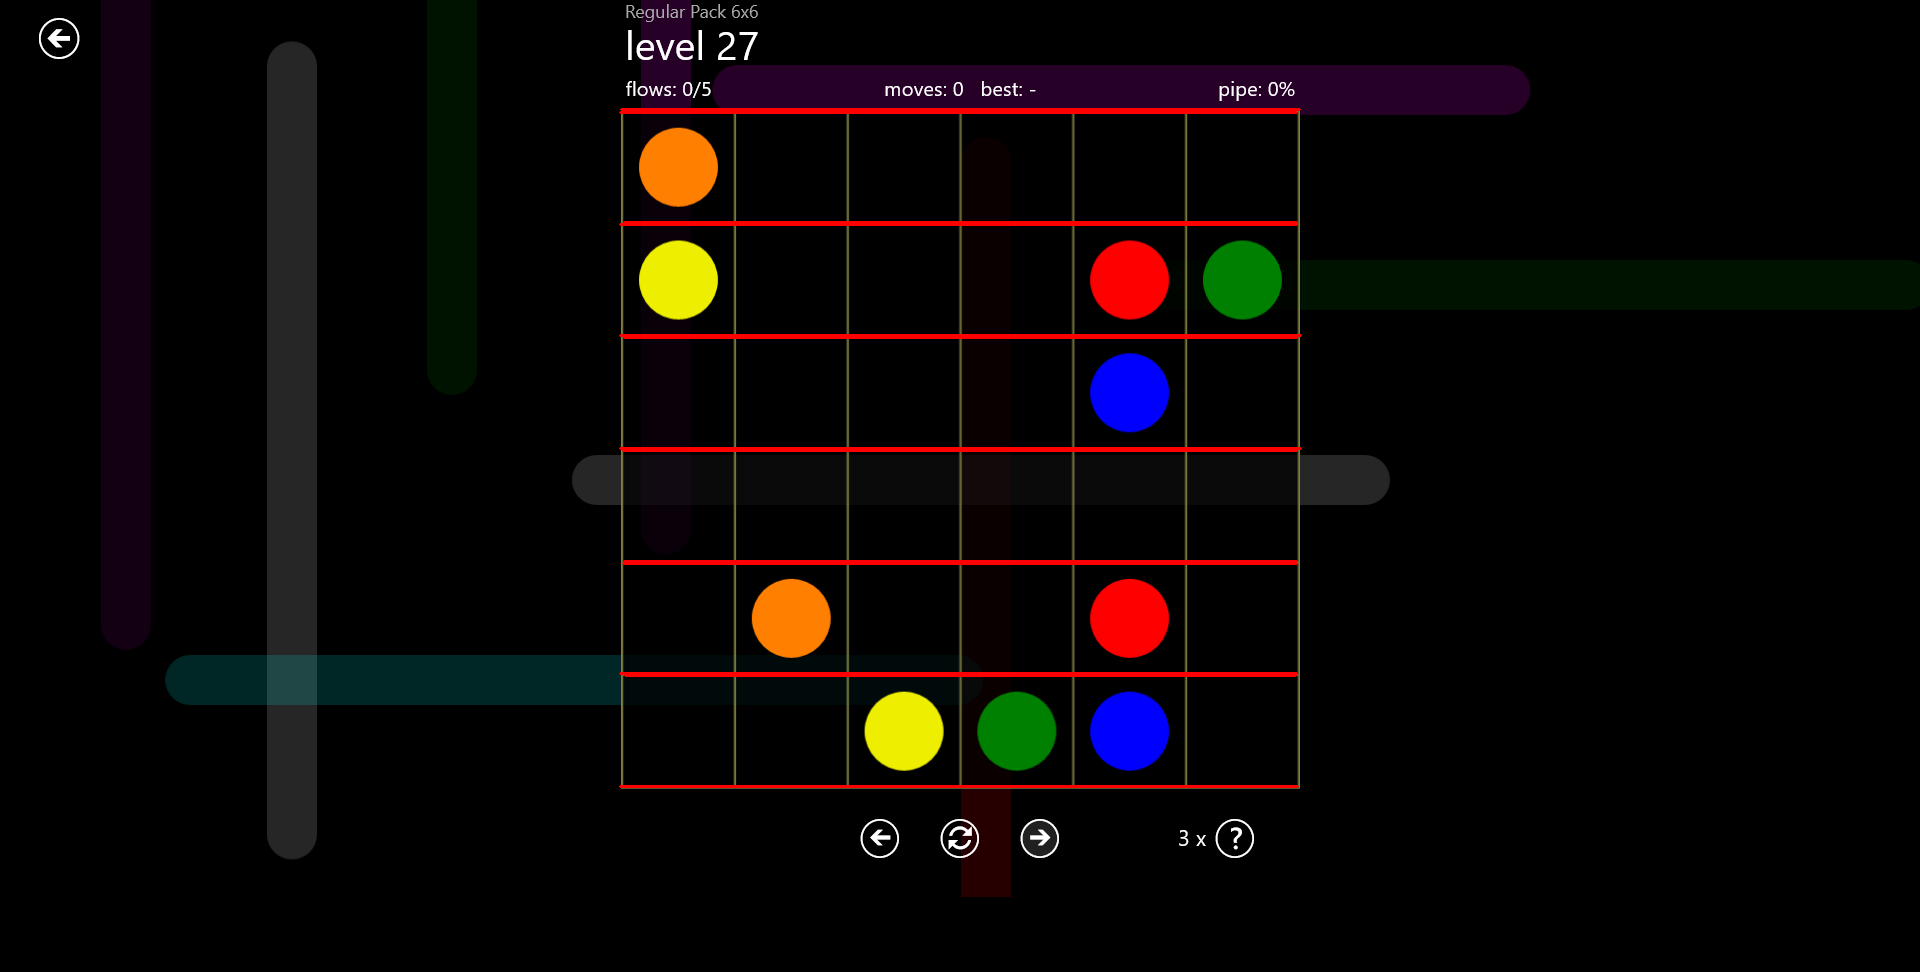 Regular Pack 6x6
level 27
flows: 0/5 moves: 0 best: - pipe: 0%
3 x ?